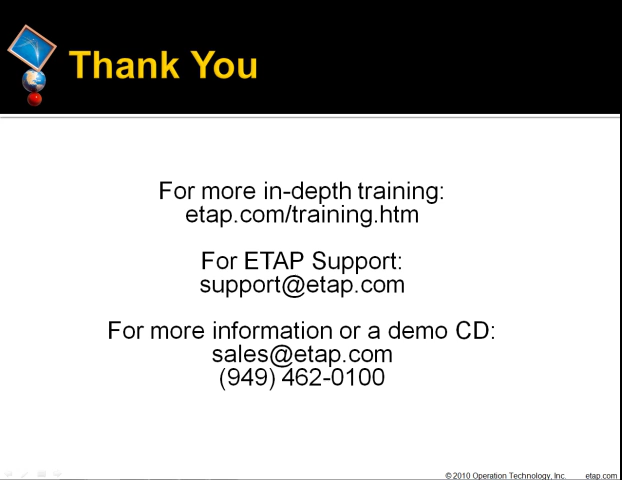 Thank You
For more in-depth training:
etap.com/training.htm
For ETAP Support:
support@etap.com
For more information or a demo CD:
sales@etap.com
(949) 462-0100
©2010 Operation Technology, Inc. etap.com